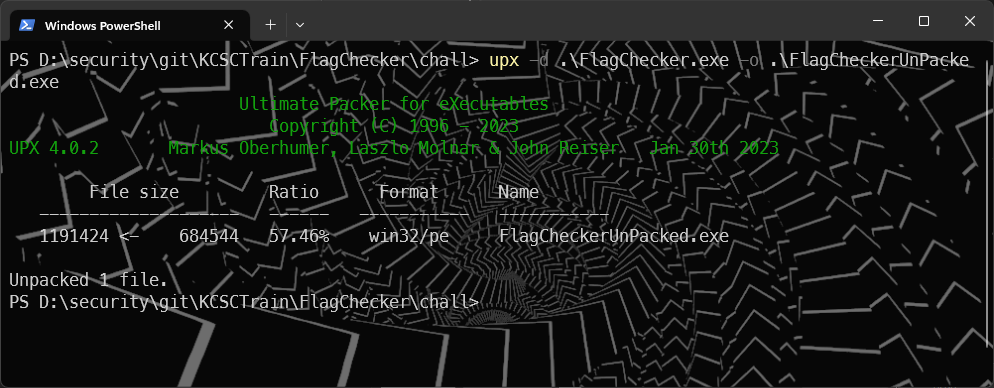 Windows PowerShell
PS D:\security\git\KCSCTrain\FlagChecker\chall> upx -d .\FlagChecker.exe -o .\FlagCheckerUnPacke
d.exe
Ultimate Packer for eXecutables
Copyright (C) 1996 - 2023
UPX 4.0.2 Markus Oberhumer, Laszlo Molnar & John Reiser Jan 30th 2023
File size Ratio Format Name
-------------------- ------ ----------- -----------
1191424 <- 684544 57.46% win32/pe FlagCheckerUnPacked.exe
Unpacked 1 file.
PS D:\security\git\KCSCTrain\FlagChecker\chall>